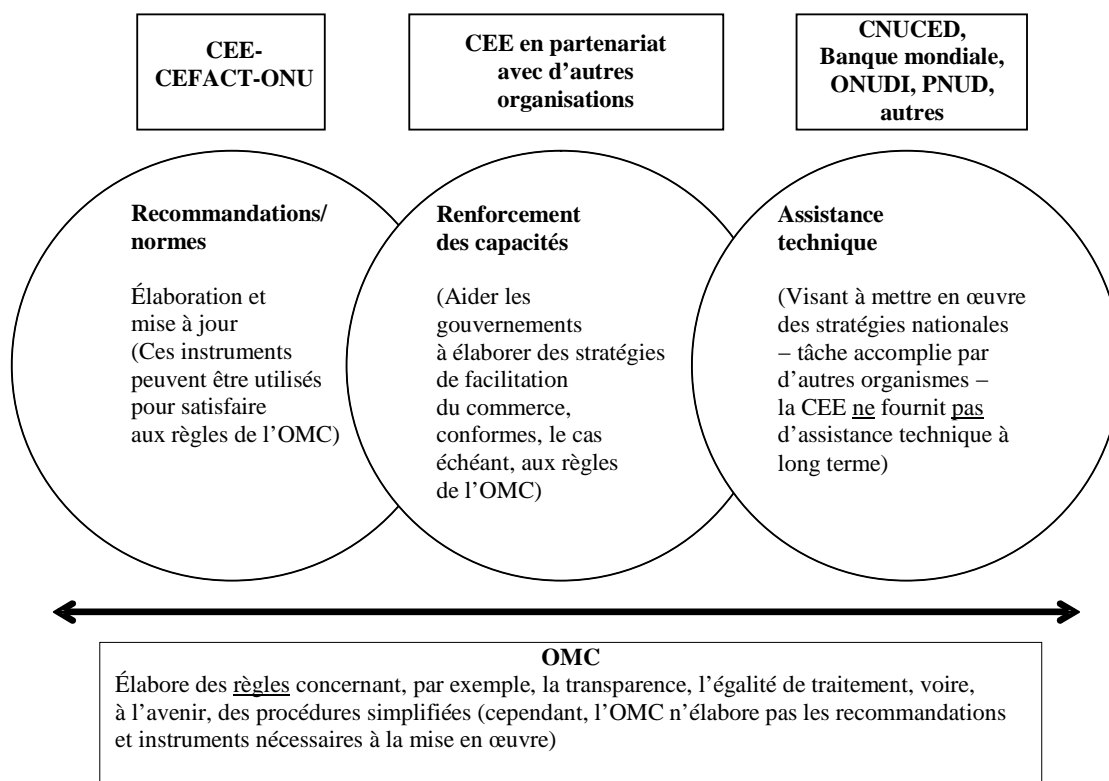 CEE-
CEFACT-ONU
CEE en partenariat
avec d’autres
organisations
CNUCED,
Banque mondiale,
ONUDI, PNUD,
autres
Recommandations/
normes
Élaboration et
mise à jour
(Ces instruments
peuvent être utilisés
pour satisfaire
aux règles de l’OMC)
Renforcement
des capacités
(Aider les
gouvernements
à élaborer des stratégies
de facilitation
du commerce,
conformes, le cas
échéant, aux règles
de l’OMC)
Assistance
technique
(Visant à mettre en œuvre
des stratégies nationales
– tâche accomplie par
d’autres organismes –
la CEE ne fournit pas
d’assistance technique à
long terme)
OMC
Élabore des règles concernant, par exemple, la transparence, l’égalité de traitement, voire,
à l’avenir, des procédures simplifiées (cependant, l’OMC n’élabore pas les recommandations
et instruments nécessaires à la mise en œuvre)